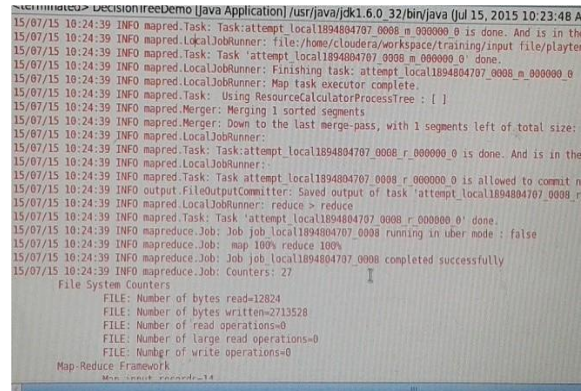 <terminated> DecisionTreeDemo [Java Application] /usr/java/jdk1.6.0_32/bin/java (Jul 15, 2015 10:23:48 A
15/07/15 10:24:39 INFO mapred.Task: Task:attempt_local1894804707_0008_m_000000_0 is done. And is in the
15/07/15 10:24:39 INFO mapred.LocalJobRunner: file:/home/cloudera/workspace/training/input file/playten
15/07/15 10:24:39 INFO mapred.Task: Task 'attempt_local1894804707_0008_m_000000_0' done.
15/07/15 10:24:39 INFO mapred.LocalJobRunner: Finishing task: attempt_local1894804707_0008_m_000000_0
15/07/15 10:24:39 INFO mapred.LocalJobRunner: Map task executor complete.
15/07/15 10:24:39 INFO mapred.Task:  Using ResourceCalculatorProcessTree : [ ]
15/07/15 10:24:39 INFO mapred.Merger: Merging 1 sorted segments
15/07/15 10:24:39 INFO mapred.Merger: Down to the last merge-pass, with 1 segments left of total size:
15/07/15 10:24:39 INFO mapred.LocalJobRunner:
15/07/15 10:24:39 INFO mapred.Task: Task:attempt_local1894804707_0008_r_000000_0 is done. And is in the
15/07/15 10:24:39 INFO mapred.LocalJobRunner:
15/07/15 10:24:39 INFO mapred.Task: Task attempt_local1894804707_0008_r_000000_0 is allowed to commit n
15/07/15 10:24:39 INFO output.FileOutputCommitter: Saved output of task 'attempt_local1894804707_0008_r
15/07/15 10:24:39 INFO mapred.LocalJobRunner: reduce > reduce
15/07/15 10:24:39 INFO mapred.Task: Task 'attempt_local1894804707_0008_r_000000_0' done.
15/07/15 10:24:39 INFO mapreduce.Job: Job job_local1894804707_0008 running in uber mode : false
15/07/15 10:24:39 INFO mapreduce.Job:  map 100% reduce 100%
15/07/15 10:24:39 INFO mapreduce.Job: Job job_local1894804707_0008 completed successfully
15/07/15 10:24:39 INFO mapreduce.Job: Counters: 27
File System Counters
FILE: Number of bytes read=12824
FILE: Number of bytes written=2713528
FILE: Number of read operations=0
FILE: Number of large read operations=0
FILE: Number of write operations=0
Map-Reduce Framework
Map input records=14